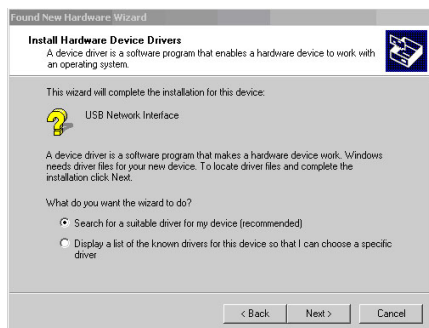 Found New Hardware Wizard
Install Hardware Device Drivers
A device driver is a software program that enables a hardware device to work with
an operating system.
This wizard will complete the installation for this device:
USB Network Interface
A device driver is a software program that makes a hardware device work. Windows
needs driver files for your new device. To locate driver files and complete the
installation click Next.
What do you want the wizard to do?
Search for a suitable driver for my device (recommended)
Display a list of the known drivers for this device so that I can choose a specific
driver
< Back Next > Cancel